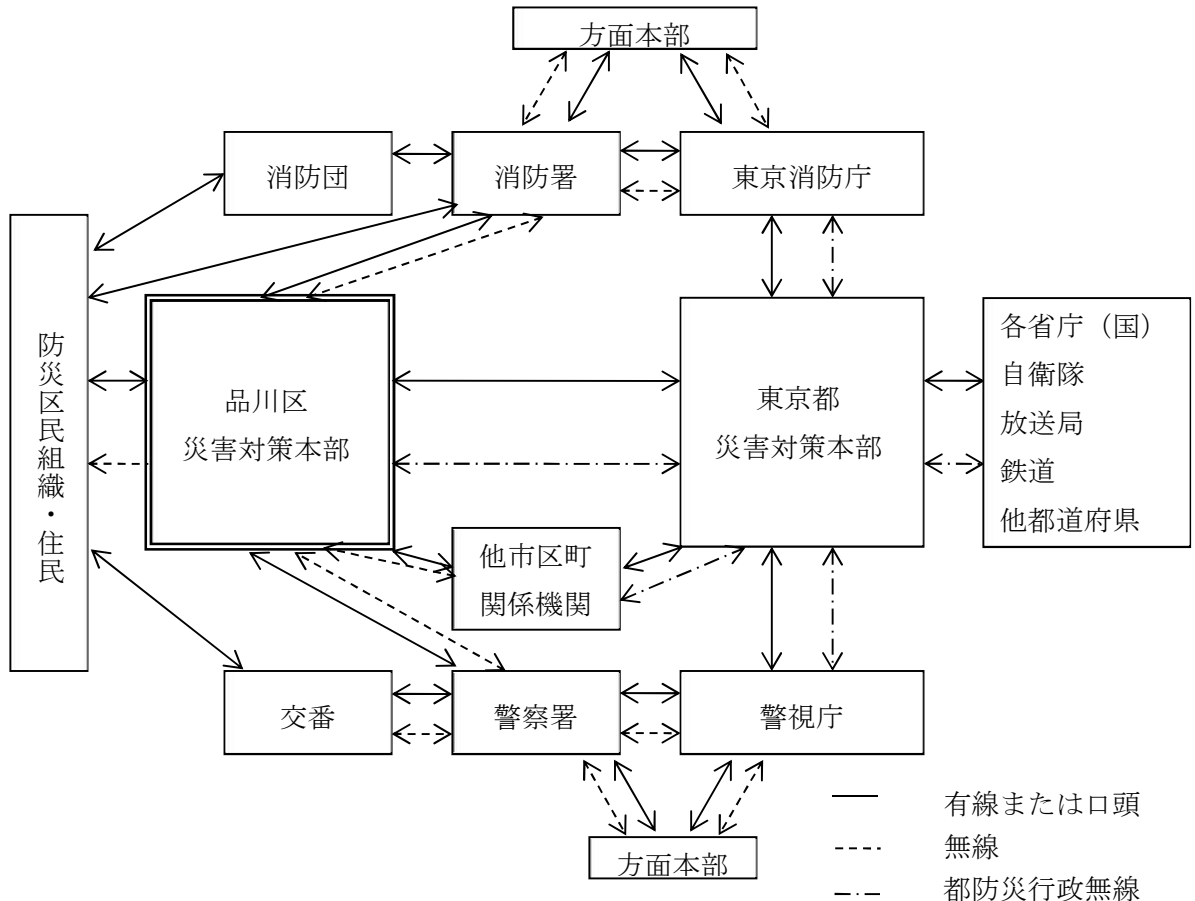 方面本部
消防団
消防署
東京消防庁
防災区民組織・住民
品川区
災害対策本部
東京都
災害対策本部
各省庁（国）
自衛隊
放送局
鉄道
他都道府県
他市区町
関係機関
交番
警察署
警視庁
方面本部
有線または口頭
無線
都防災行政無線